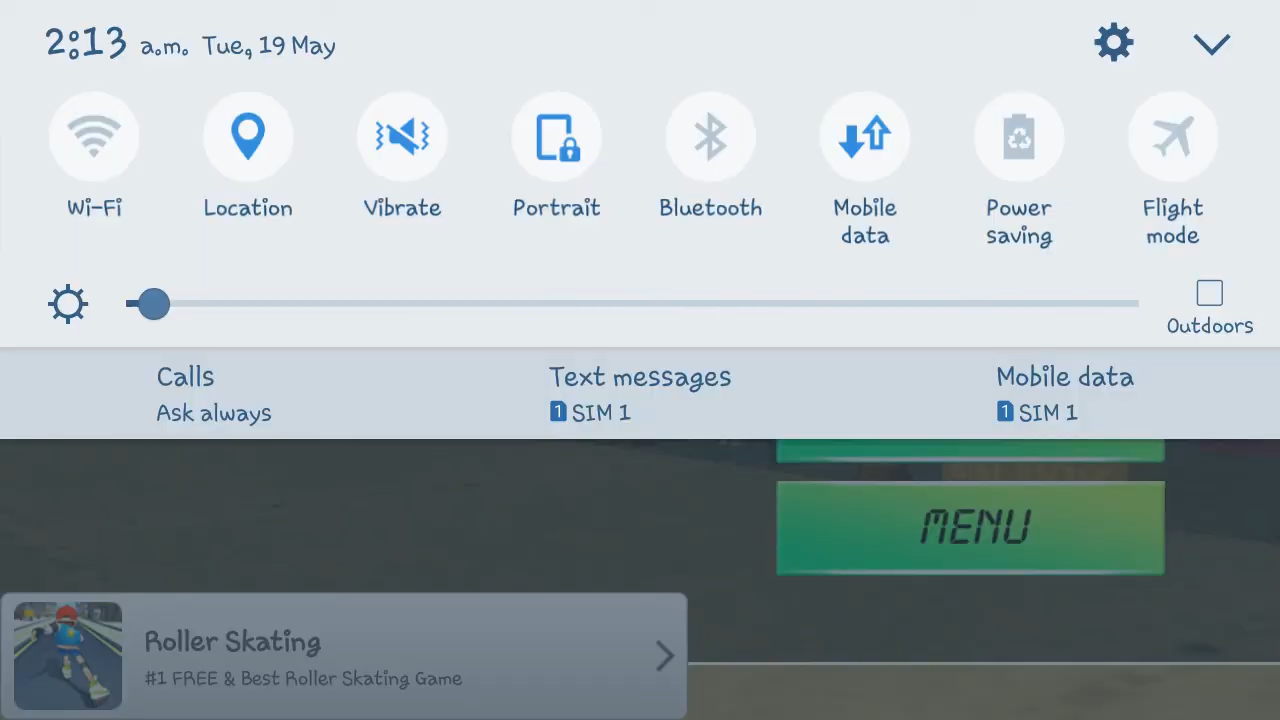 2:13 a.m. Tue, 19 May
Wi-Fi Location Vibrate Portrait Bluetooth Mobile data Power saving Flight mode
Outdoors
Calls Text messages Mobile data
Ask always 1 SIM 1 1 SIM 1
MENU
Roller Skating
#1 FREE & Best Roller Skating Game